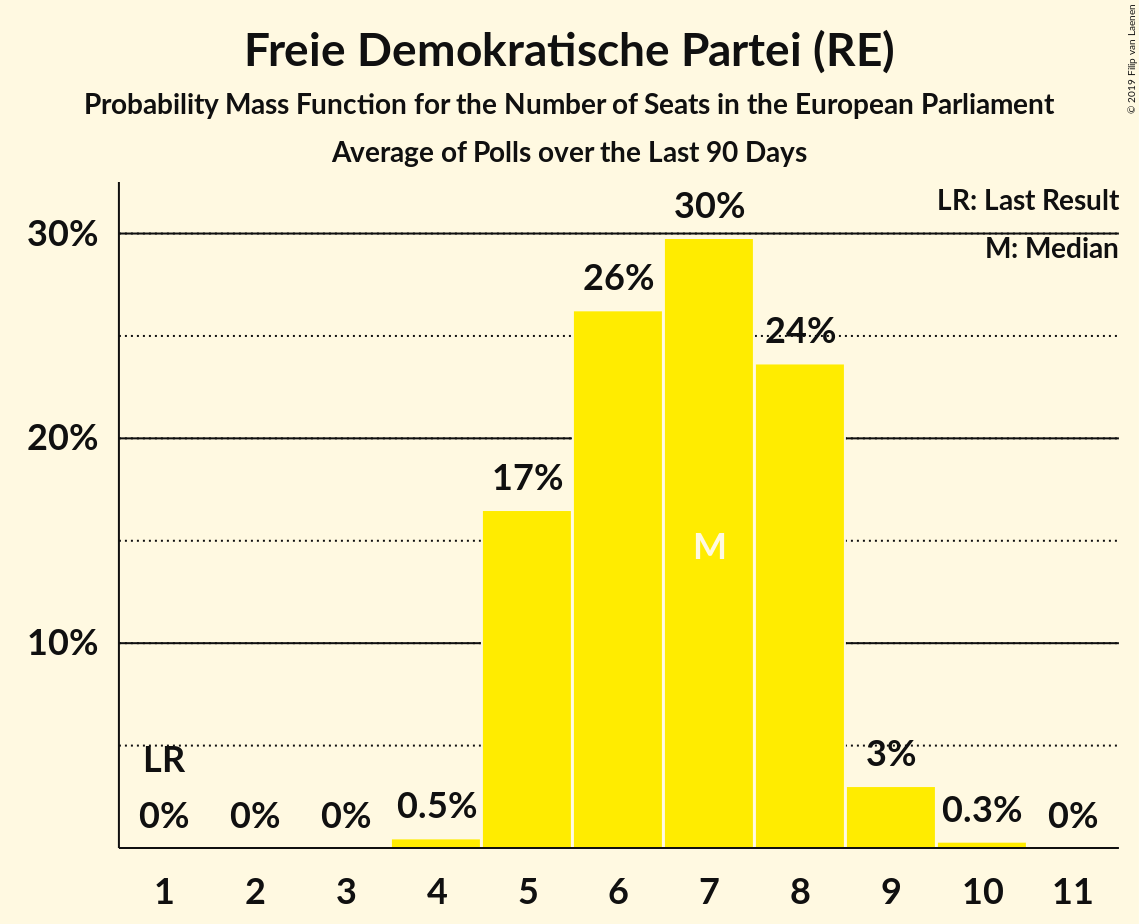 Freie Demokratische Partei (RE)
Probability Mass Function for the Number of Seats in the European Parliament
Average of Polls over the Last 90 Days
© 2019 Filip van Laenen
LR: Last Result
M: Median
30%
20%
10%
LR
0%
0%
0%
0.5%
17%
26%
30%
24%
3%
0.3%
0%
M
1 2 3 4 5 6 7 8 9 10 11